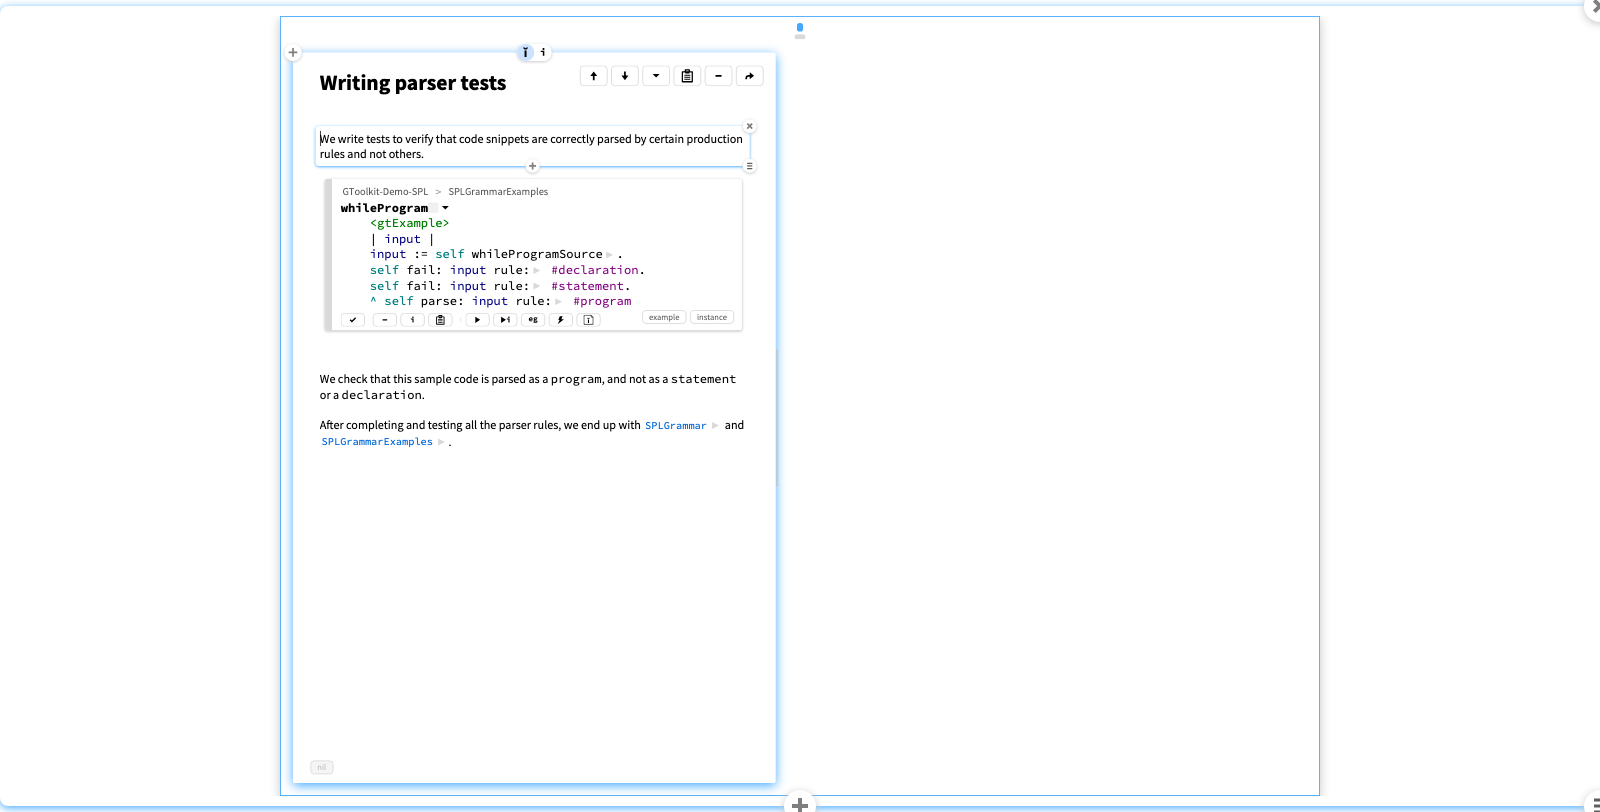 Writing parser tests
We write tests to verify that code snippets are correctly parsed by certain production
rules and not others.
GToolkit-Demo-SPL > SPLGrammarExamples
whileProgram
<gtExample>
| input |
input := self whileProgramSource .
self fail: input rule: #declaration.
self fail: input rule: #statement.
^ self parse: input rule: #program
i eg i example instance
We check that this sample code is parsed as a program, and not as a statement
or a declaration.
After completing and testing all the parser rules, we end up with SPLGrammar and
SPLGrammarExamples .
nil